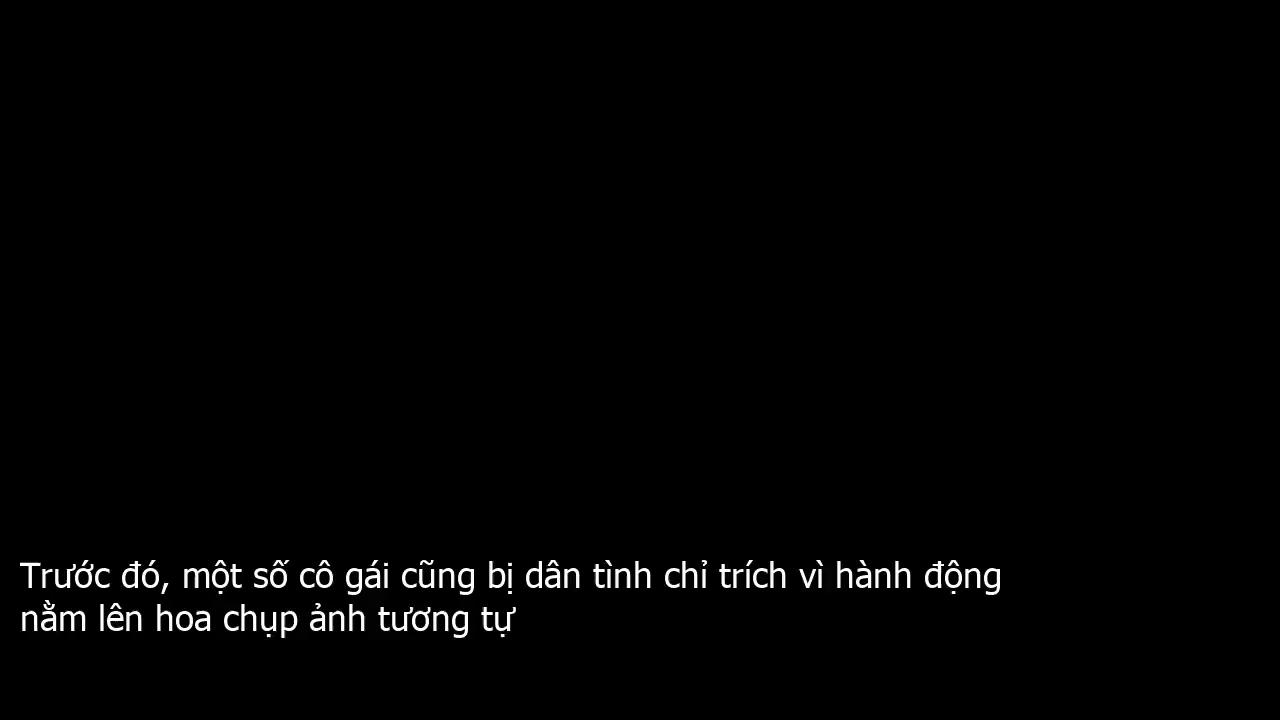 Trước đó, một số cô gái cũng bị dân tình chỉ trích vì hành động
nằm lên hoa chụp ảnh tương tự